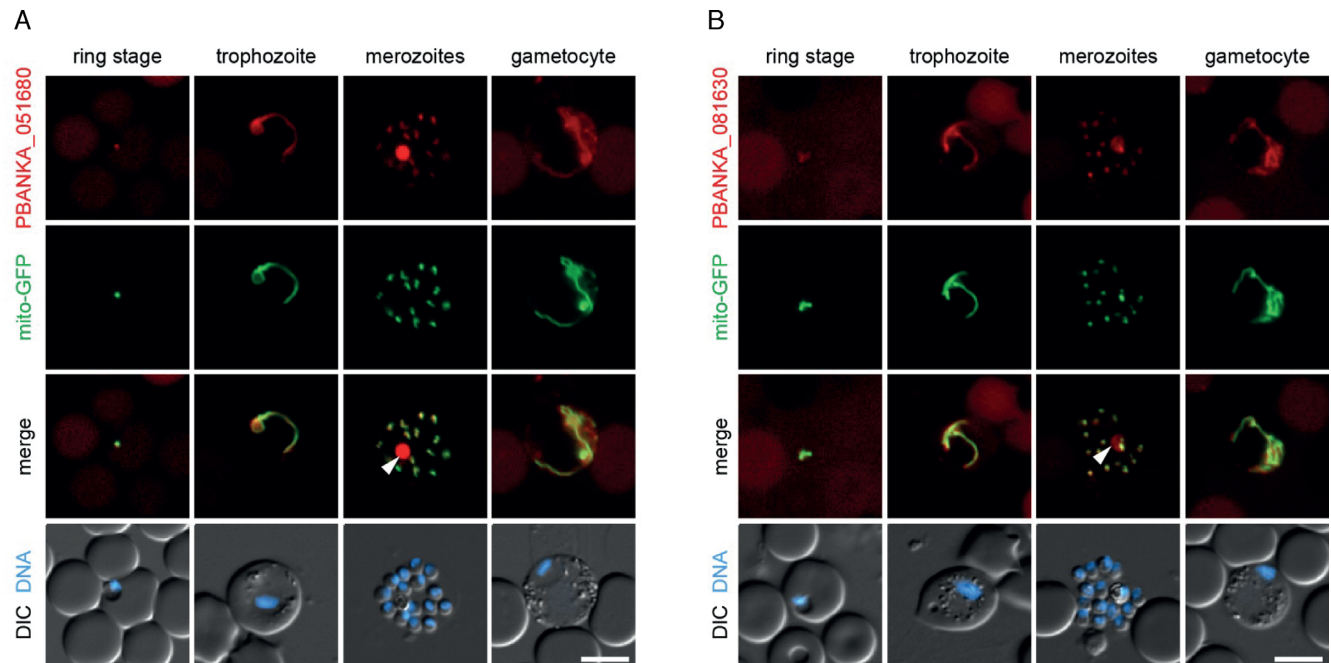 A
ring stage trophozoite merozoites gametocyte
PBANKA_051680
mito-GFP
merge
DIC DNA
B
ring stage trophozoite merozoites gametocyte
PBANKA_081630
mito-GFP
merge
DIC DNA